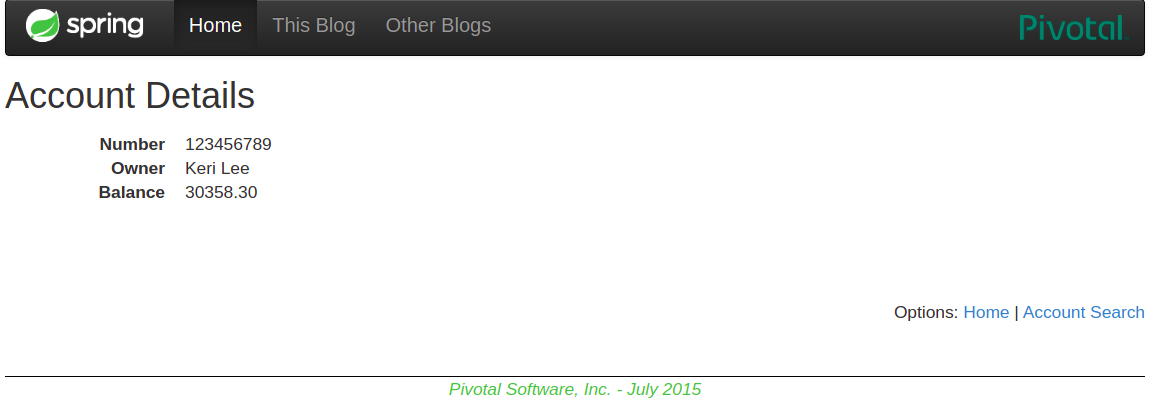 spring Home This Blog Other Blogs Pivotal
Account Details
Number 123456789
Owner Keri Lee
Balance 30358.30
Options: Home | Account Search
Pivotal Software, Inc. - July 2015